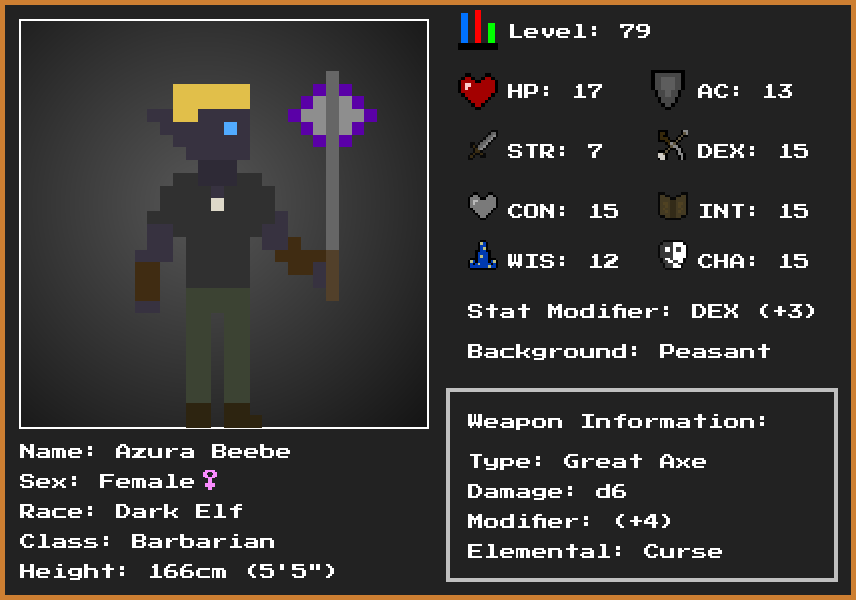 Level: 79
HP: 17
AC: 13
STR: 7
DEX: 15
CON: 15
INT: 15
WIS: 12
CHA: 15
Stat Modifier: DEX (+3)
Background: Peasant
Name: Azura Beebe
Sex: Female♀
Race: Dark Elf
Class: Barbarian
Height: 166cm (5'5")
Weapon Information:
Type: Great Axe
Damage: d6
Modifier: (+4)
Elemental: Curse